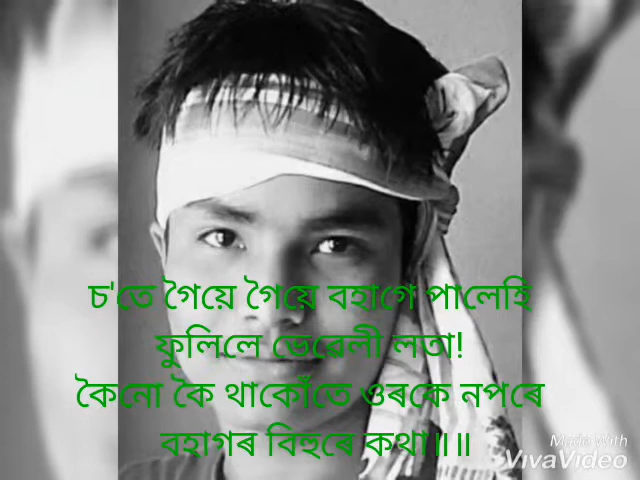 চ'তে গৈয়ে গৈয়ে বহাগে পালেহি
ফুলিলে ভেৱেলী লতা!
কৈনো কৈ থাকোঁতে ওৰকে নপৰে
বহাগৰ বিহুৰে কথা॥॥
Made With
VivaVideo